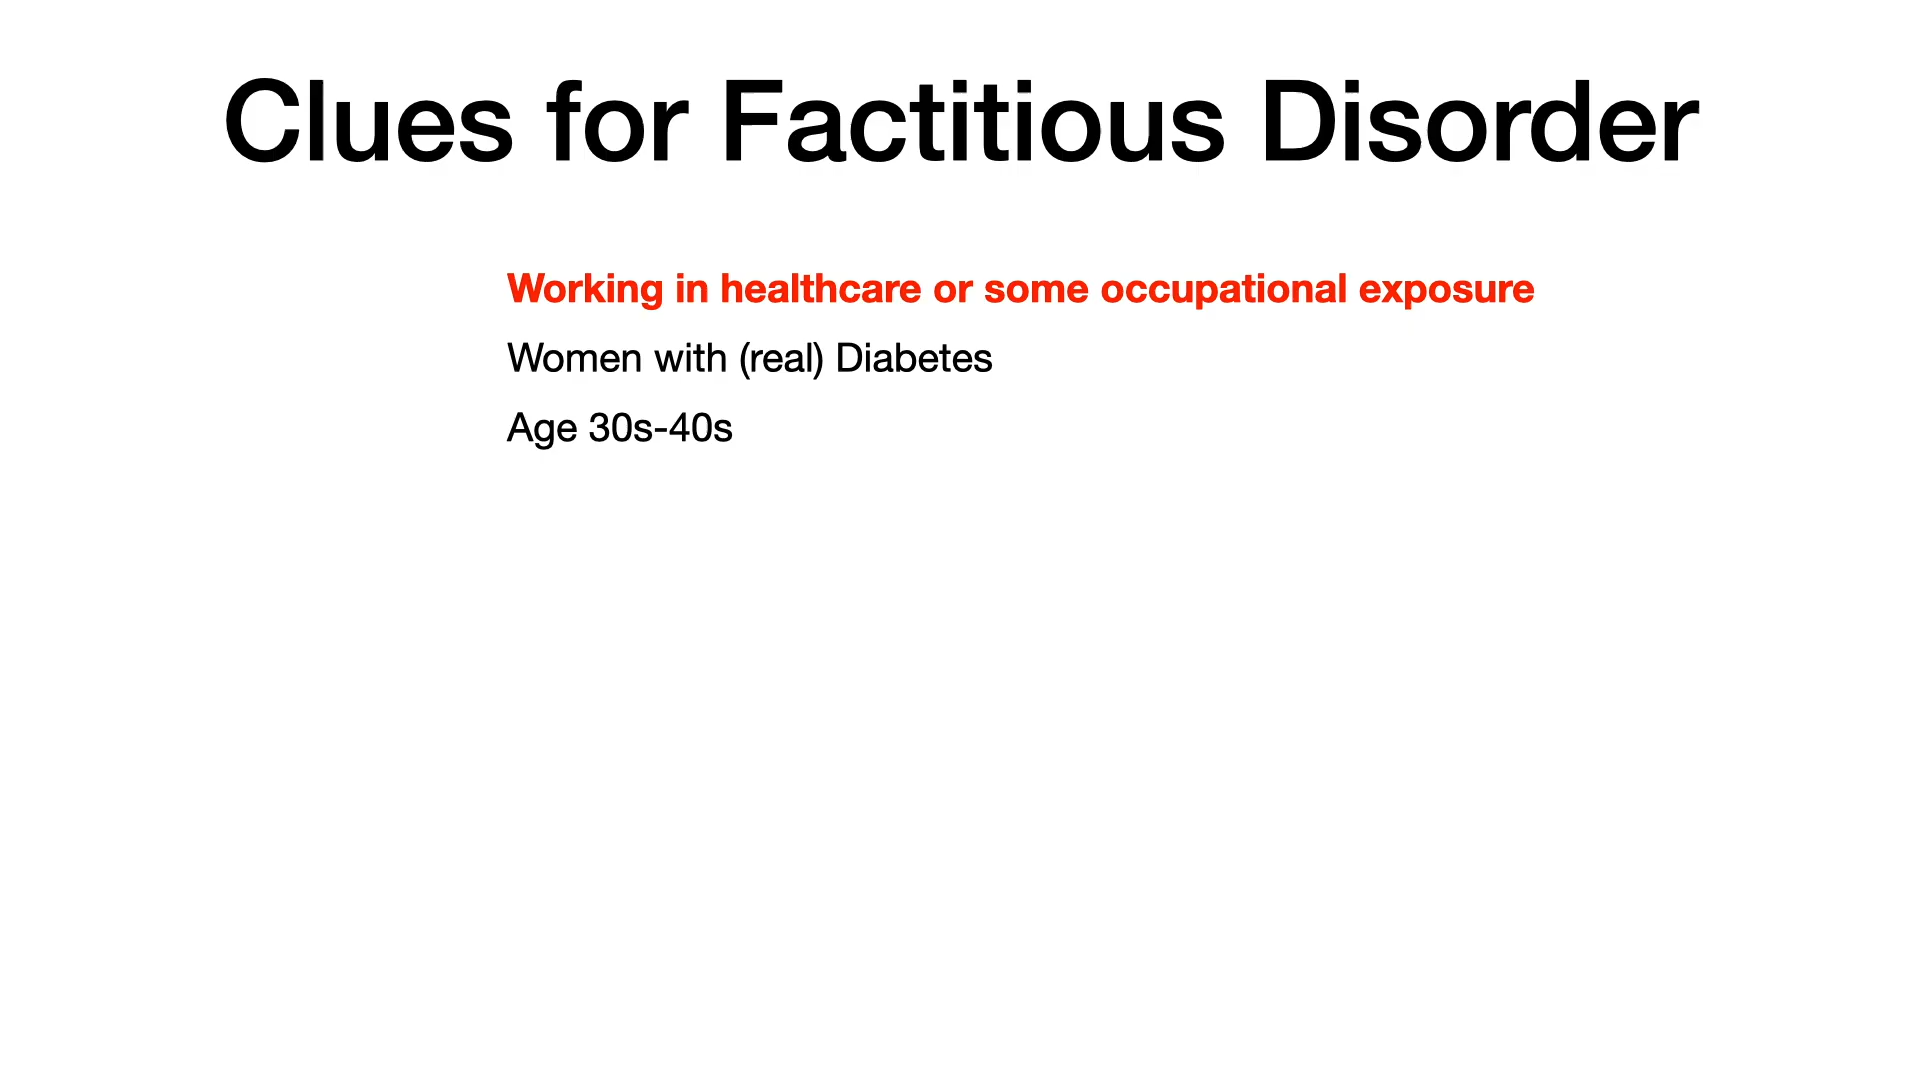 Clues for Factitious Disorder
Working in healthcare or some occupational exposure
Women with (real) Diabetes
Age 30s-40s